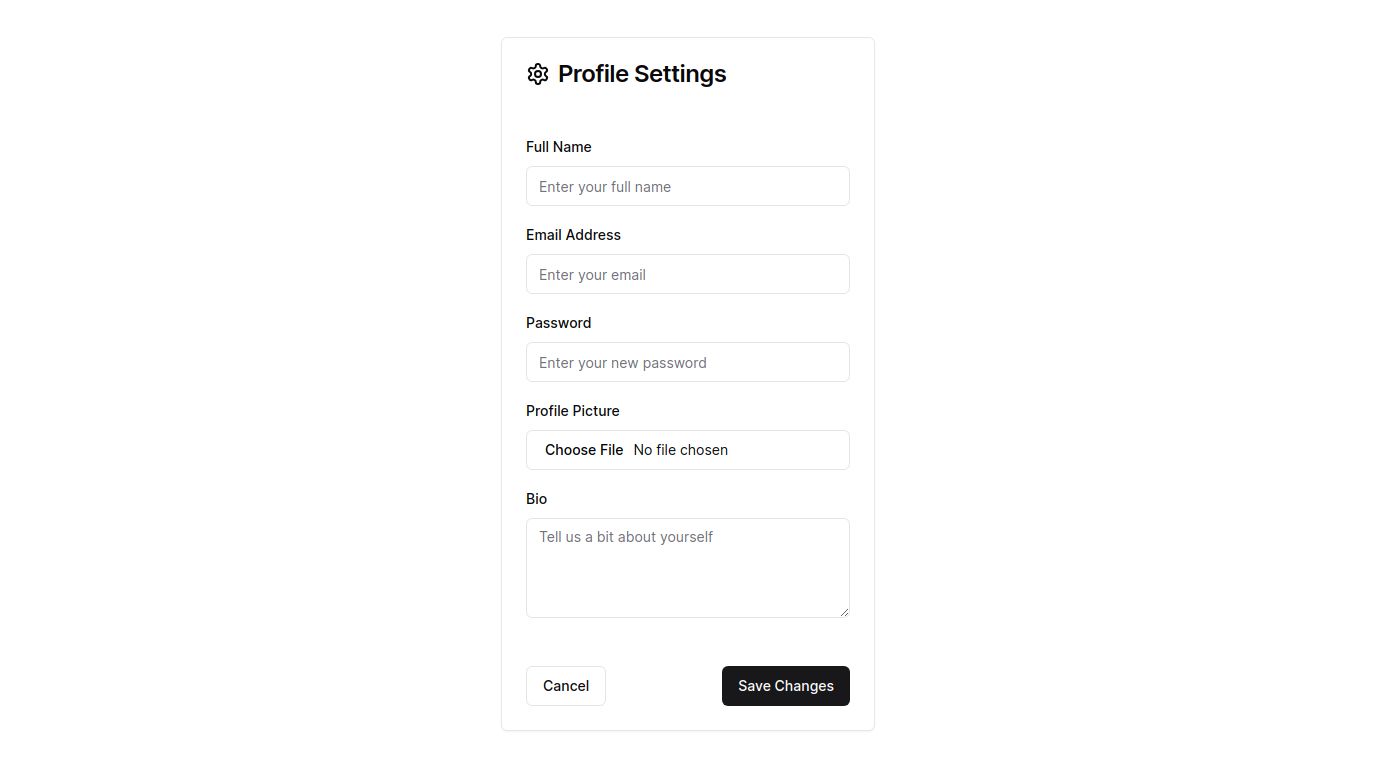 Profile Settings
Full Name
Enter your full name
Email Address
Enter your email
Password
Enter your new password
Profile Picture
Choose File No file chosen
Bio
Tell us a bit about yourself
Cancel Save Changes